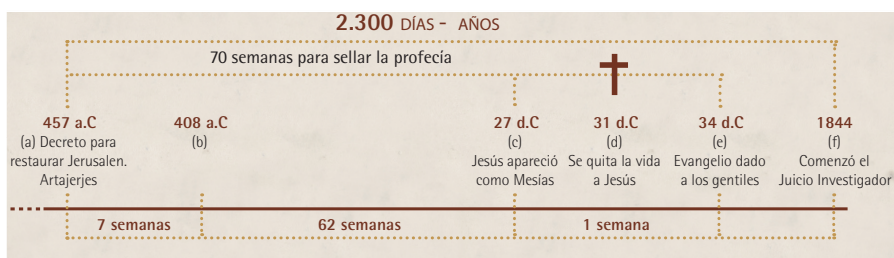 2.300 DÍAS - AÑOS
70 semanas para sellar la profecía
457 a.C
(a) Decreto para
restaurar Jerusalen.
Artajerjes
408 a.C
(b)
27 d.C
(c)
Jesús apareció
como Mesías
31 d.C
(d)
Se quita la vida
a Jesús
34 d.C
(e)
Evangelio dado
a los gentiles
1844
(f)
Comenzó el
Juicio Investigador
7 semanas
62 semanas
1 semana